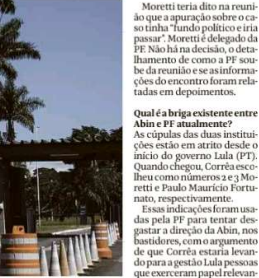 Moretti teria dito na reuni-
ão que a apuração sobre o ca-
so tinha "fundo político e iria
passar". Moretti é delegado da
PF. Não há na decisão, o deta-
lhamento de como a PF sou-
be da reunião e se as informa-
ções do encontro foram rela-
tadas em depoimentos.
Qual é a briga existente entre
Abin e PF atualmente?
As cúpulas das duas institui-
ções estão em atrito desde o
início do governo Lula (PT).
Quando chegou, Corrêa esco-
lheu como números 2 e 3 Mo-
retti e Paulo Maurício Fortu-
nato, respectivamente.
Essas indicações foram usa-
das pela PF para tentar des-
gastar a direção da Abin, nos
bastidores, com o argumento
de que Corrêa estaria levan-
do para a gestão Lula pessoas
que exerceram papel relevan-